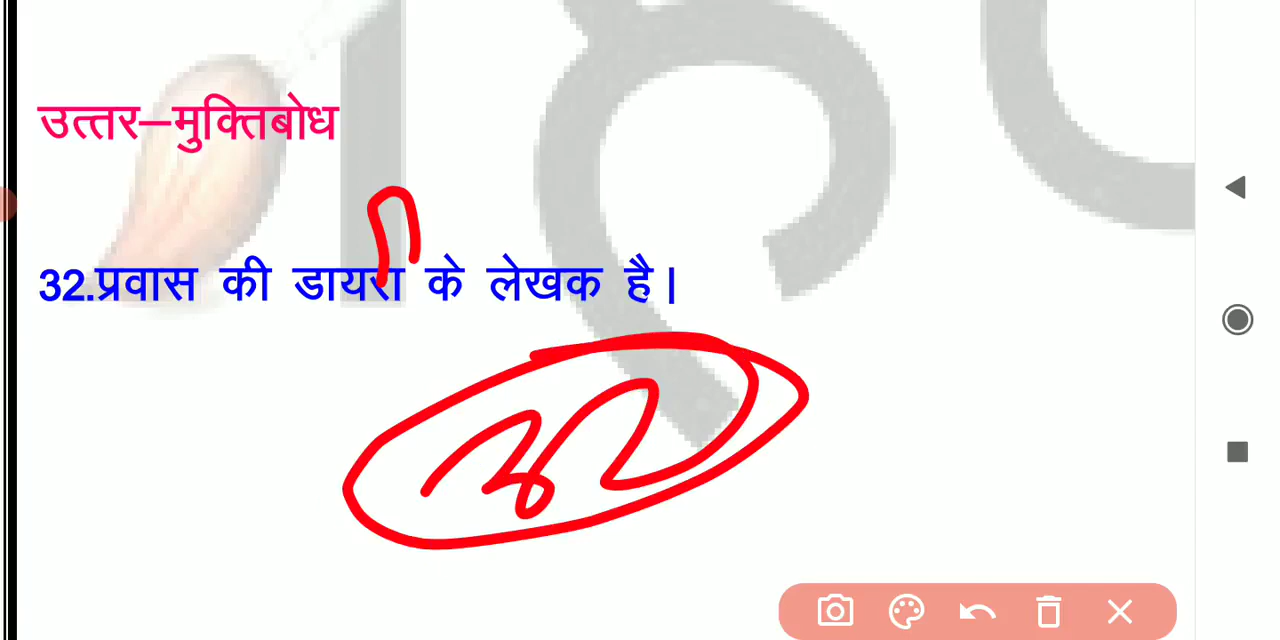 उत्तर–मुक्तिबोध
32.प्रवास की डायरी के लेखक है।